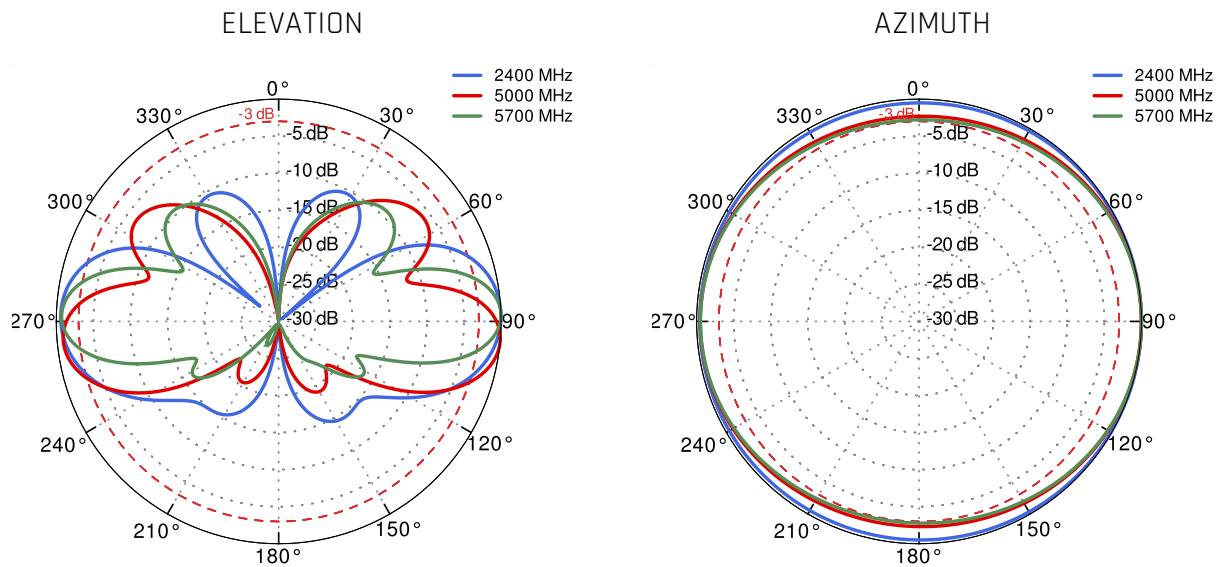 ELEVATION
2400 MHz
5000 MHz
5700 MHz
0°
330°
-3 dB
30°
-5 dB
-10 dB
300°
60°
-15 dB
-20 dB
-25 dB
270°
-30 dB
90°
240°
120°
210°
150°
180°
AZIMUTH
2400 MHz
5000 MHz
5700 MHz
0°
330°
-3 dB
30°
-5 dB
-10 dB
300°
60°
-15 dB
-20 dB
-25 dB
270°
-30 dB
90°
240°
120°
210°
150°
180°